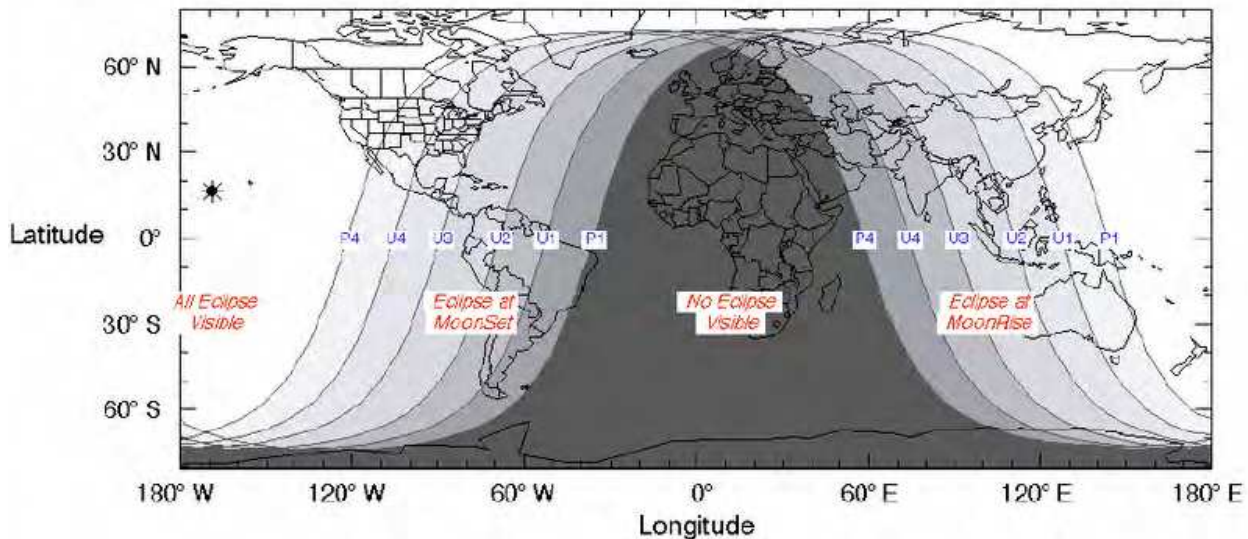 60° N
30° N
Latitude
0°
P4 U4 U3 U2 U1 P1 P4 U4 U3 U2 U1 P1
All Eclipse Visible
Eclipse at MoonSet
No Eclipse Visible
Eclipse at MoonRise
30° S
60° S
180° W 120° W 60° W 0° 60° E 120° E 180° E
Longitude